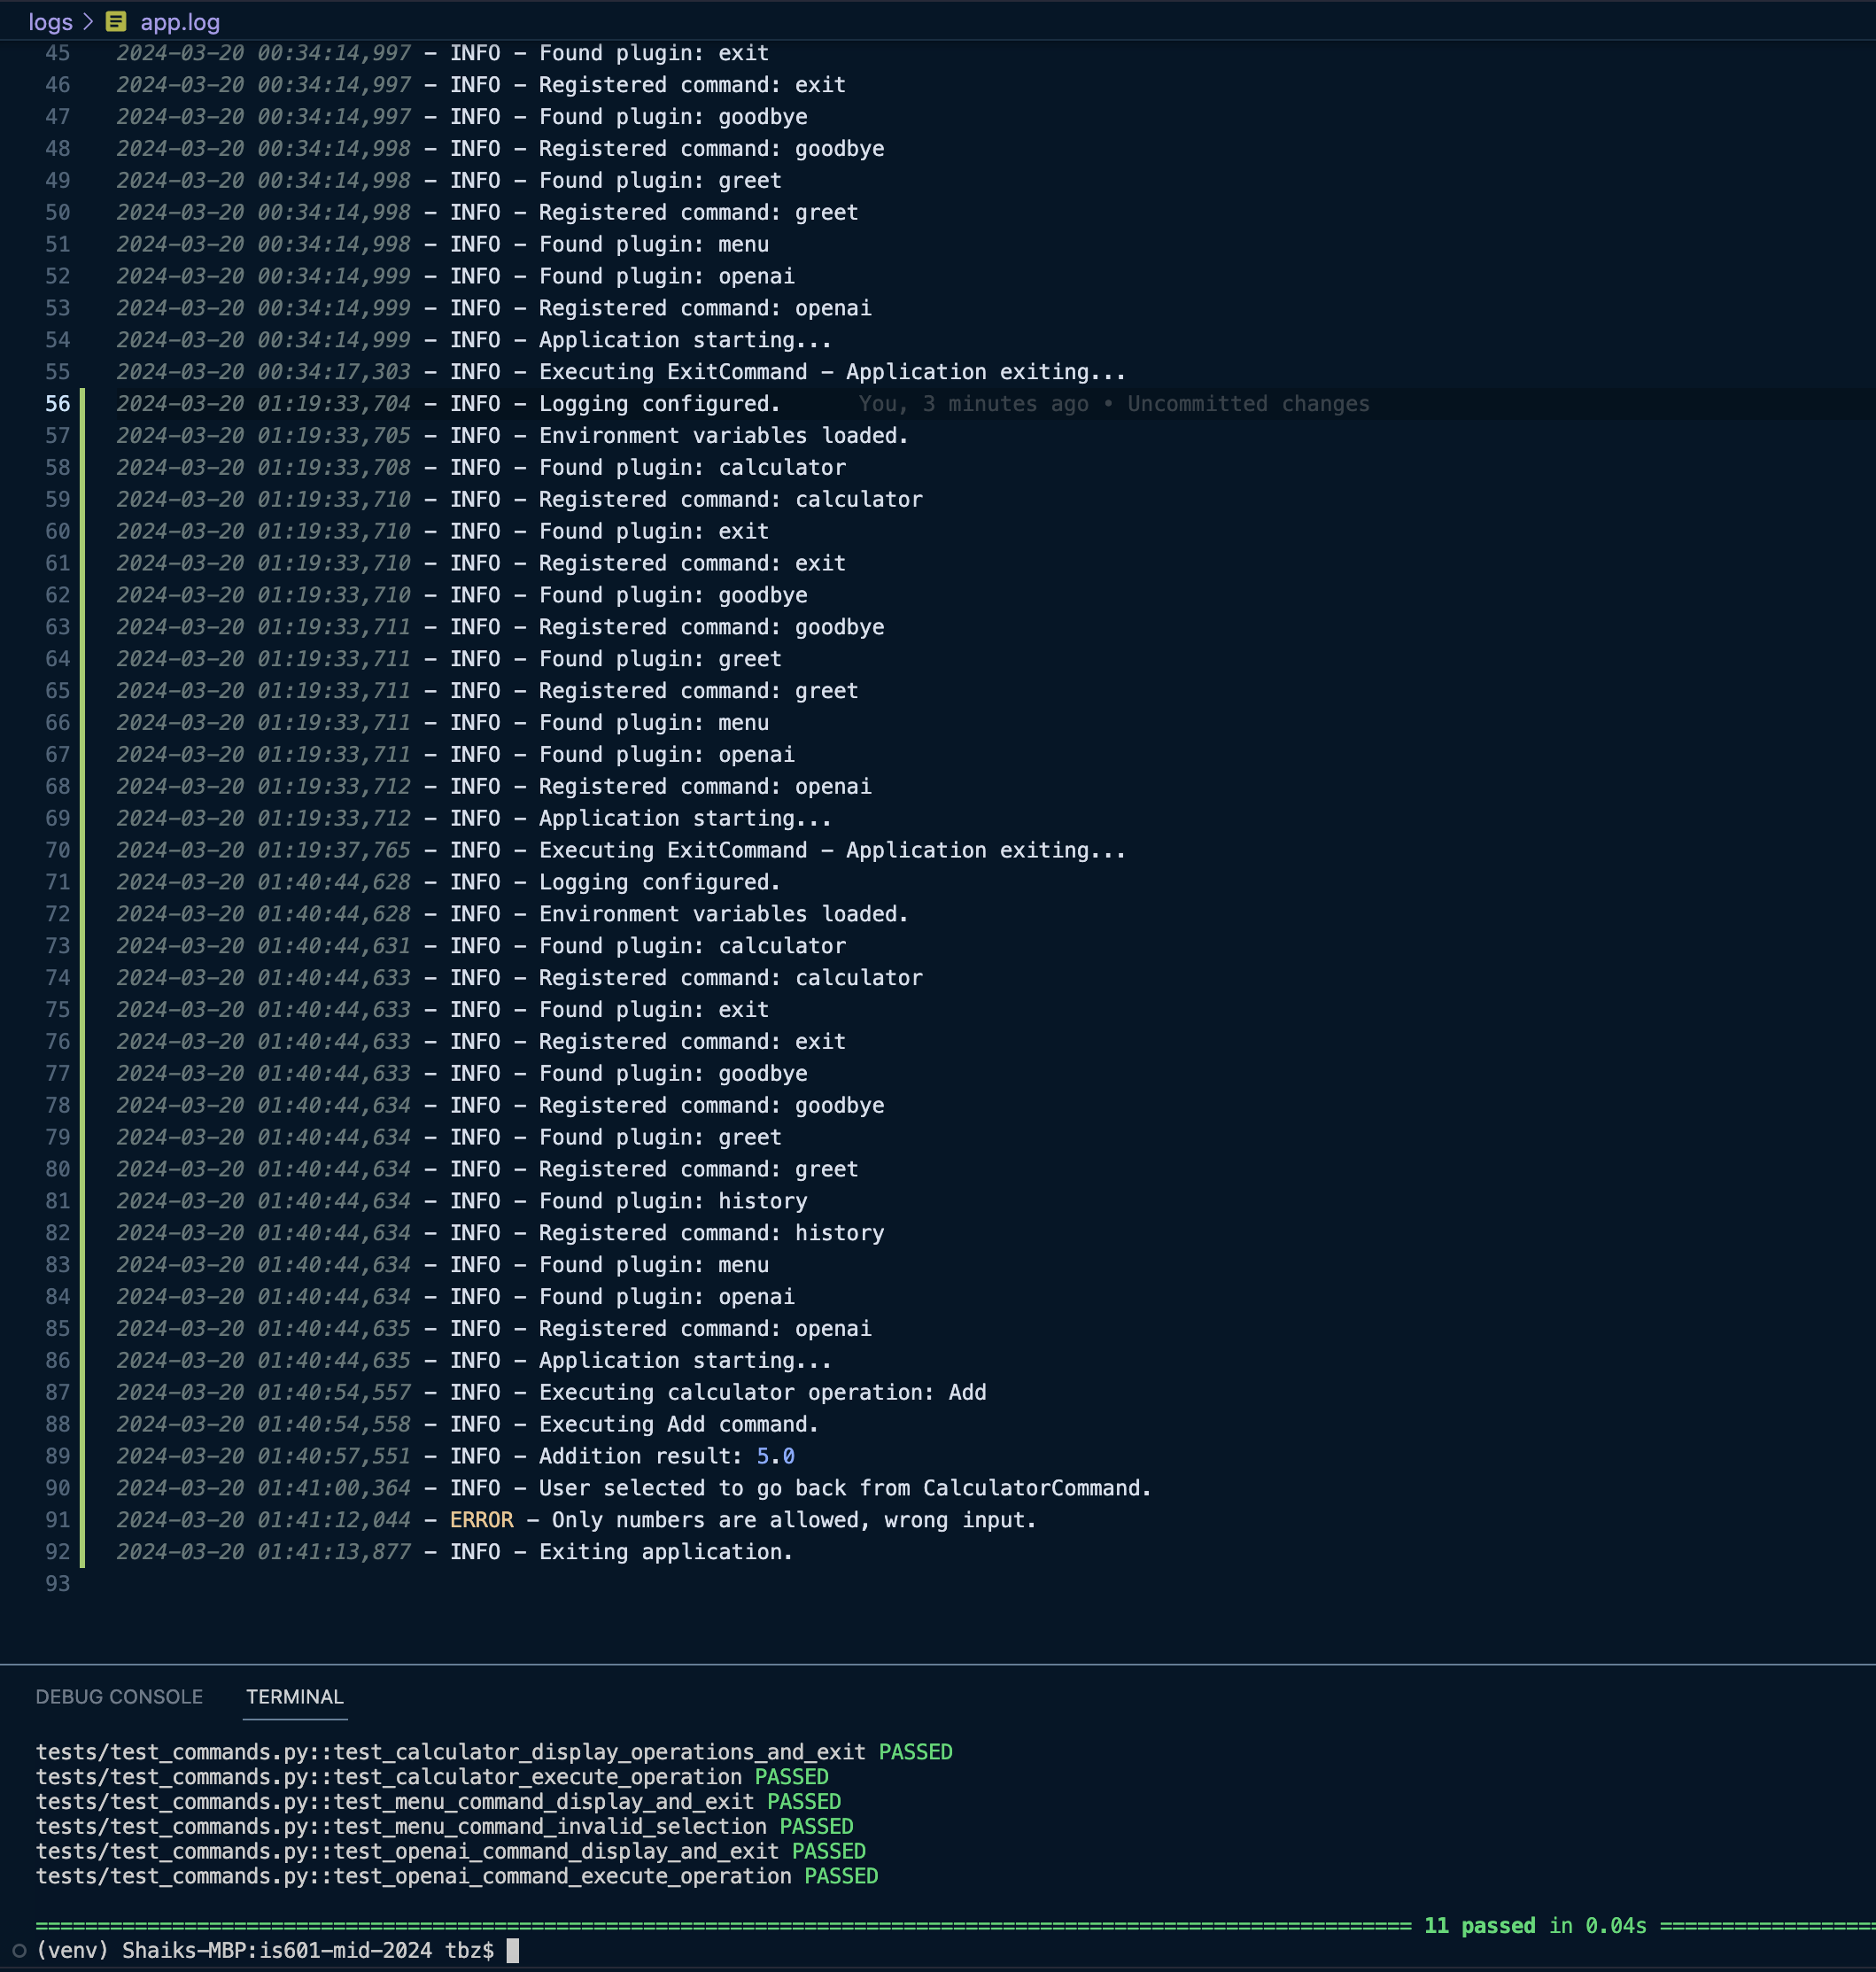 logs > app.log
45 2024-03-20 00:34:14,997 - INFO - Found plugin: exit
46 2024-03-20 00:34:14,997 - INFO - Registered command: exit
47 2024-03-20 00:34:14,997 - INFO - Found plugin: goodbye
48 2024-03-20 00:34:14,998 - INFO - Registered command: goodbye
49 2024-03-20 00:34:14,998 - INFO - Found plugin: greet
50 2024-03-20 00:34:14,998 - INFO - Registered command: greet
51 2024-03-20 00:34:14,998 - INFO - Found plugin: menu
52 2024-03-20 00:34:14,999 - INFO - Found plugin: openai
53 2024-03-20 00:34:14,999 - INFO - Registered command: openai
54 2024-03-20 00:34:14,999 - INFO - Application starting...
55 2024-03-20 00:34:17,303 - INFO - Executing ExitCommand - Application exiting...
56 2024-03-20 01:19:33,704 - INFO - Logging configured. You, 3 minutes ago • Uncommitted changes
57 2024-03-20 01:19:33,705 - INFO - Environment variables loaded.
58 2024-03-20 01:19:33,708 - INFO - Found plugin: calculator
59 2024-03-20 01:19:33,710 - INFO - Registered command: calculator
60 2024-03-20 01:19:33,710 - INFO - Found plugin: exit
61 2024-03-20 01:19:33,710 - INFO - Registered command: exit
62 2024-03-20 01:19:33,710 - INFO - Found plugin: goodbye
63 2024-03-20 01:19:33,711 - INFO - Registered command: goodbye
64 2024-03-20 01:19:33,711 - INFO - Found plugin: greet
65 2024-03-20 01:19:33,711 - INFO - Registered command: greet
66 2024-03-20 01:19:33,711 - INFO - Found plugin: menu
67 2024-03-20 01:19:33,711 - INFO - Found plugin: openai
68 2024-03-20 01:19:33,712 - INFO - Registered command: openai
69 2024-03-20 01:19:33,712 - INFO - Application starting...
70 2024-03-20 01:19:37,765 - INFO - Executing ExitCommand - Application exiting...
71 2024-03-20 01:40:44,628 - INFO - Logging configured.
72 2024-03-20 01:40:44,628 - INFO - Environment variables loaded.
73 2024-03-20 01:40:44,631 - INFO - Found plugin: calculator
74 2024-03-20 01:40:44,633 - INFO - Registered command: calculator
75 2024-03-20 01:40:44,633 - INFO - Found plugin: exit
76 2024-03-20 01:40:44,633 - INFO - Registered command: exit
77 2024-03-20 01:40:44,633 - INFO - Found plugin: goodbye
78 2024-03-20 01:40:44,634 - INFO - Registered command: goodbye
79 2024-03-20 01:40:44,634 - INFO - Found plugin: greet
80 2024-03-20 01:40:44,634 - INFO - Registered command: greet
81 2024-03-20 01:40:44,634 - INFO - Found plugin: history
82 2024-03-20 01:40:44,634 - INFO - Registered command: history
83 2024-03-20 01:40:44,634 - INFO - Found plugin: menu
84 2024-03-20 01:40:44,634 - INFO - Found plugin: openai
85 2024-03-20 01:40:44,635 - INFO - Registered command: openai
86 2024-03-20 01:40:44,635 - INFO - Application starting...
87 2024-03-20 01:40:54,557 - INFO - Executing calculator operation: Add
88 2024-03-20 01:40:54,558 - INFO - Executing Add command.
89 2024-03-20 01:40:57,551 - INFO - Addition result: 5.0
90 2024-03-20 01:41:00,364 - INFO - User selected to go back from CalculatorCommand.
91 2024-03-20 01:41:12,044 - ERROR - Only numbers are allowed, wrong input.
92 2024-03-20 01:41:13,877 - INFO - Exiting application.
93
DEBUG CONSOLE TERMINAL
tests/test_commands.py::test_calculator_display_operations_and_exit PASSED
tests/test_commands.py::test_calculator_execute_operation PASSED
tests/test_commands.py::test_menu_command_display_and_exit PASSED
tests/test_commands.py::test_menu_command_invalid_selection PASSED
tests/test_commands.py::test_openai_command_display_and_exit PASSED
tests/test_commands.py::test_openai_command_execute_operation PASSED
=============================================================================================================== 11 passed in 0.04s ==================
(venv) Shaiks-MBP:is601-mid-2024 tbz$